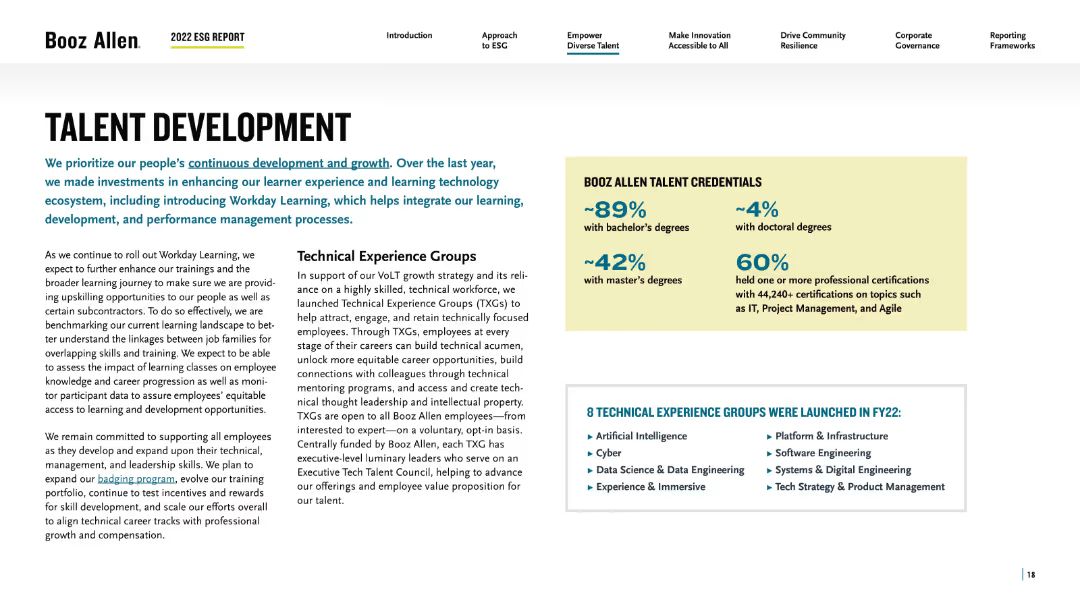 Booz Allen.
2022 ESG REPORT
Introduction
Approach
to ESG
Empower
Diverse Talent
Make Innovation
Accessible to All
Drive Community
Resilience
Corporate
Governance
Reporting
Frameworks
TALENT DEVELOPMENT
We prioritize our people's continuous development and growth. Over the last year,
we made investments in enhancing our learner experience and learning technology
ecosystem, including introducing Workday Learning, which helps integrate our learning,
development, and performance management processes.
As we continue to roll out Workday Learning, we
expect to further enhance our trainings and the
broader learning journey to make sure we are provid-
ing upskilling opportunities to our people as well as
certain subcontractors. To do so effectively, we are
benchmarking our current learning landscape to bet-
ter understand the linkages between job families for
overlapping skills and training. We expect to be able
to assess the impact of learning classes on employee
knowledge and career progression as well as moni-
tor participant data to assure employees' equitable
access to learning and development opportunities.
We remain committed to supporting all employees
as they develop and expand upon their technical,
management, and leadership skills. We plan to
expand our badging program, evolve our training
portfolio, continue to test incentives and rewards
for skill development, and scale our efforts overall
to align technical career tracks with professional
growth and compensation.
Technical Experience Groups
In support of our VoLT growth strategy and its reli-
ance on a highly skilled, technical workforce, we
launched Technical Experience Groups (TXGs) to
help attract, engage, and retain technically focused
employees. Through TXGs, employees at every
stage of their careers can build technical acumen,
unlock more equitable career opportunities, build
connections with colleagues through technical
mentoring programs, and access and create tech-
nical thought leadership and intellectual property.
TXGs are open to all Booz Allen employees—from
interested to expert—on a voluntary, opt-in basis.
Centrally funded by Booz Allen, each TXG has
executive-level luminary leaders who serve on an
Executive Tech Talent Council, helping to advance
our offerings and employee value proposition for
our talent.
BOOZ ALLEN TALENT CREDENTIALS
~89%
with bachelor's degrees
~4%
with doctoral degrees
~42%
with master's degrees
60%
held one or more professional certifications
with 44,240+ certifications on topics such
as IT, Project Management, and Agile
8 TECHNICAL EXPERIENCE GROUPS WERE LAUNCHED IN FY22:
▸ Artificial Intelligence
▸ Cyber
▸ Data Science & Data Engineering
▸ Experience & Immersive
▸ Platform & Infrastructure
▸ Software Engineering
▸ Systems & Digital Engineering
▸ Tech Strategy & Product Management
18